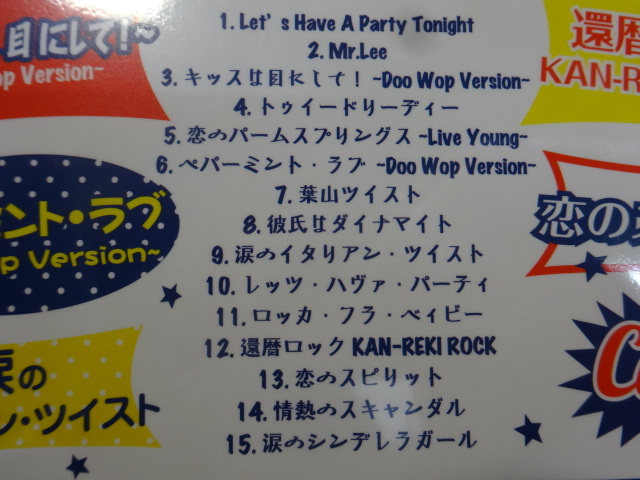 1. Let's Have A Party Tonight
2. Mr.Lee
3. キッスは目にして! ~Doo Wop Version~
4. トゥイードリーディー
5. 恋のパームスプリングス ~Live Young~
6. ペパーミント・ラブ ~Doo Wop Version~
7. 葉山ツイスト
8. 彼氏はダイナマイト
9. 涙のイタリアン・ツイスト
10. レッツ・ハヴァ・パーティ
11. ロッカ・フラ・ベィビー
12. 還暦ロック KAN-REKI ROCK
13. 恋のスピリット
14. 情熱のスキャンダル
15. 涙のシンデレラガール
目にして!~
op Version~
ミント・ラブ
op Version~
涙の
ン・ツイスト
還暦
KAN-R
恋の